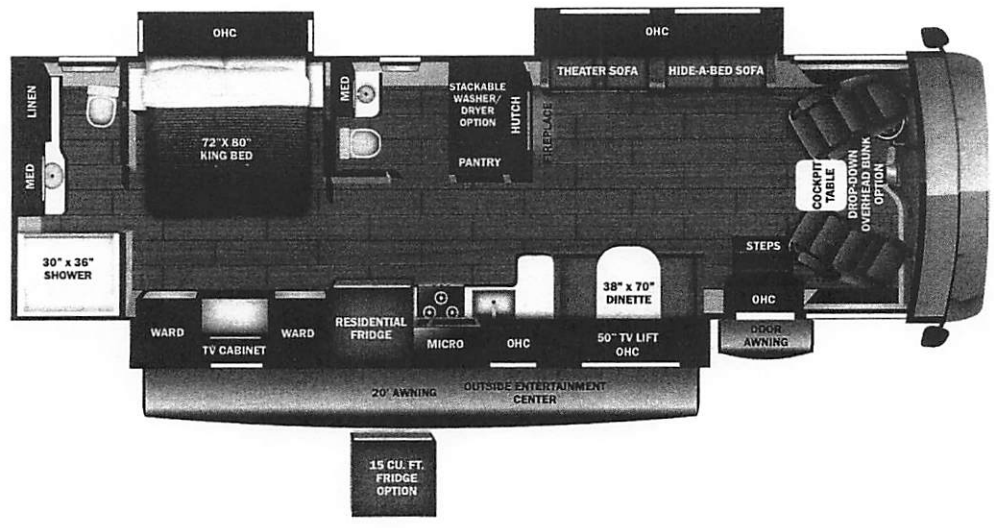 OHC
OHC
LINEN
MED
72"X 80"
KING BED
MED
STACKABLE
WASHER/
DRYER
OPTION
HUTCH
PANTRY
FIREPLACE
THEATER SOFA
HIDE-A-BED SOFA
COCKPIT
TABLE
DROP-DOWN
OVERHEAD BUNK
OPTION
30" x 36"
SHOWER
WARD
TV CABINET
WARD
RESIDENTIAL
FRIDGE
MICRO
OHC
38" x 70"
DINETTE
50" TV LIFT
OHC
STEPS
OHC
DOOR
AWNING
20' AWNING
OUTSIDE ENTERTAINMENT
CENTER
15 CU. FT.
FRIDGE
OPTION